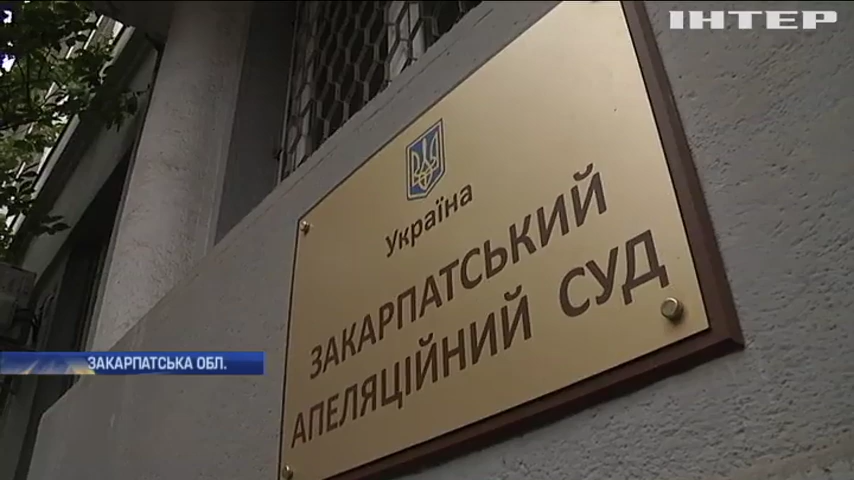 ІНТЕР
Україна
ЗАКАРПАТСЬКИЙ
АПЕЛЯЦІЙНИЙ СУД
ЗАКАРПАТСЬКА ОБЛ.